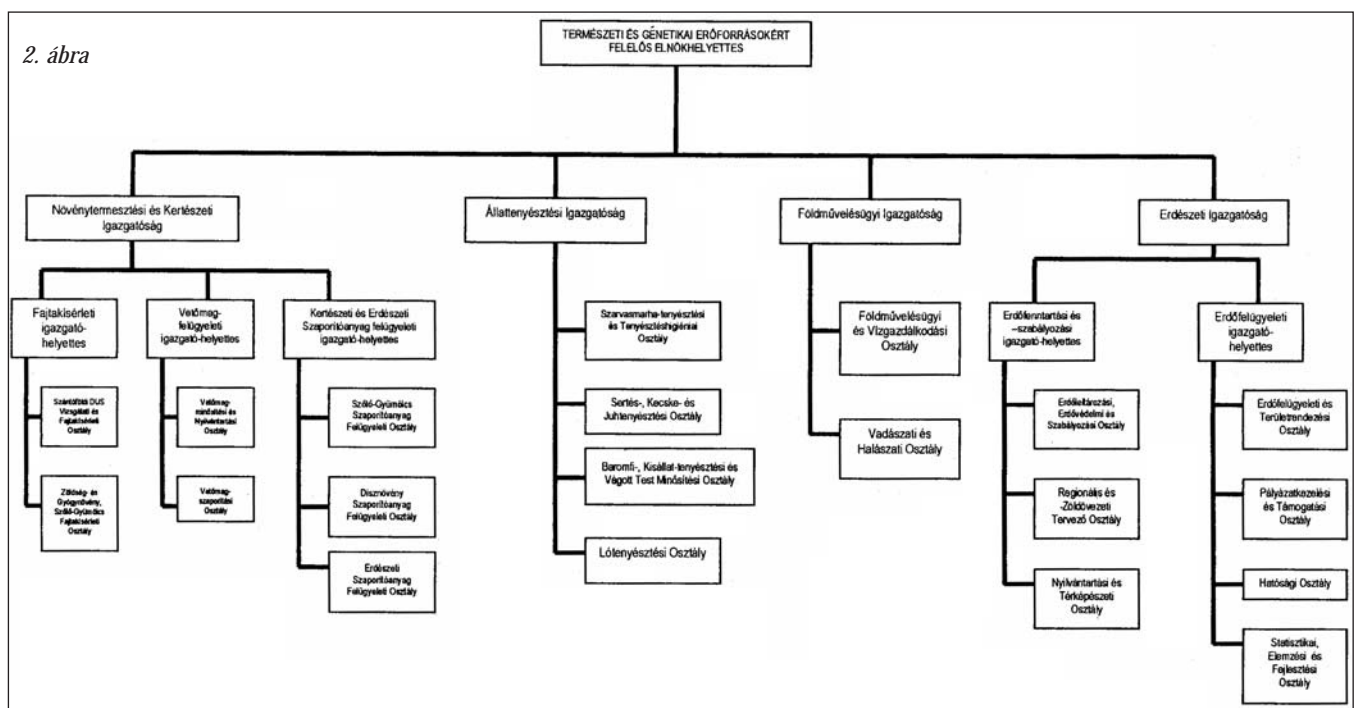 2. ábra
TERMÉSZETI ÉS GÉNETIKAI ERŐFORRÁSOKÉRT
FELELŐS ELNÖKHELYETTES
Növénytermesztési és Kertészeti
Igazgatóság
Állattenyésztési Igazgatóság
Földművelésügyi Igazgatóság
Erdészeti Igazgatóság
Fajtakísérleti
igazgató-
helyettes
Vetőmag-
felügyeleti
igazgató-helyettes
Kertészeti és Erdészeti
Szaporítóanyag felügyeleti
igazgató-helyettes
Szántóföldi DUS
Vizsgálati és
Fajtakísérleti
Osztály
Zöldség- és
Gyógynövény,
Szőlő-Gyümölcs
Fajtakísérleti
Osztály
Vetőmag-
minősítési és
Nyilvántartási
Osztály
Vetőmag-
szaporítási
Osztály
Szőlő-Gyümölcs
Szaporítóanyag
Felügyeleti Osztály
Disznövény
Szaporítóanyag
Felügyeleti Osztály
Erdészeti
Szaporítóanyag
Felügyeleti Osztály
Szarvasmarha-tenyésztési
és Tenyésztéshigiéniai
Osztály
Sertés-, Kecske- és
Juhtenyésztési Osztály
Baromfi-, Kisállat-tenyésztési és
Vágott Test Minősítési Osztály
Lótenyésztési Osztály
Földművelésügyi
és Vízgazdálkodási
Osztály
Vadászati és
Halászati Osztály
Erdőfenntartási és
–szabályozási
igazgató-helyettes
Erdőfelügyeleti
igazgató-
helyettes
Erdőleltározási,
Erdővédelmi és
Szabályozási Osztály
Regionális és
-Zöldövezeti
Tervező Osztály
Nyilvántartási és
Térképészeti
Osztály
Erdőfelügyeleti és
Területrendezési
Osztály
Pályázatkezelési
és Támogatási
Osztály
Hatósági Osztály
Statisztikai,
Elemzési és
Fejlesztési
Osztály